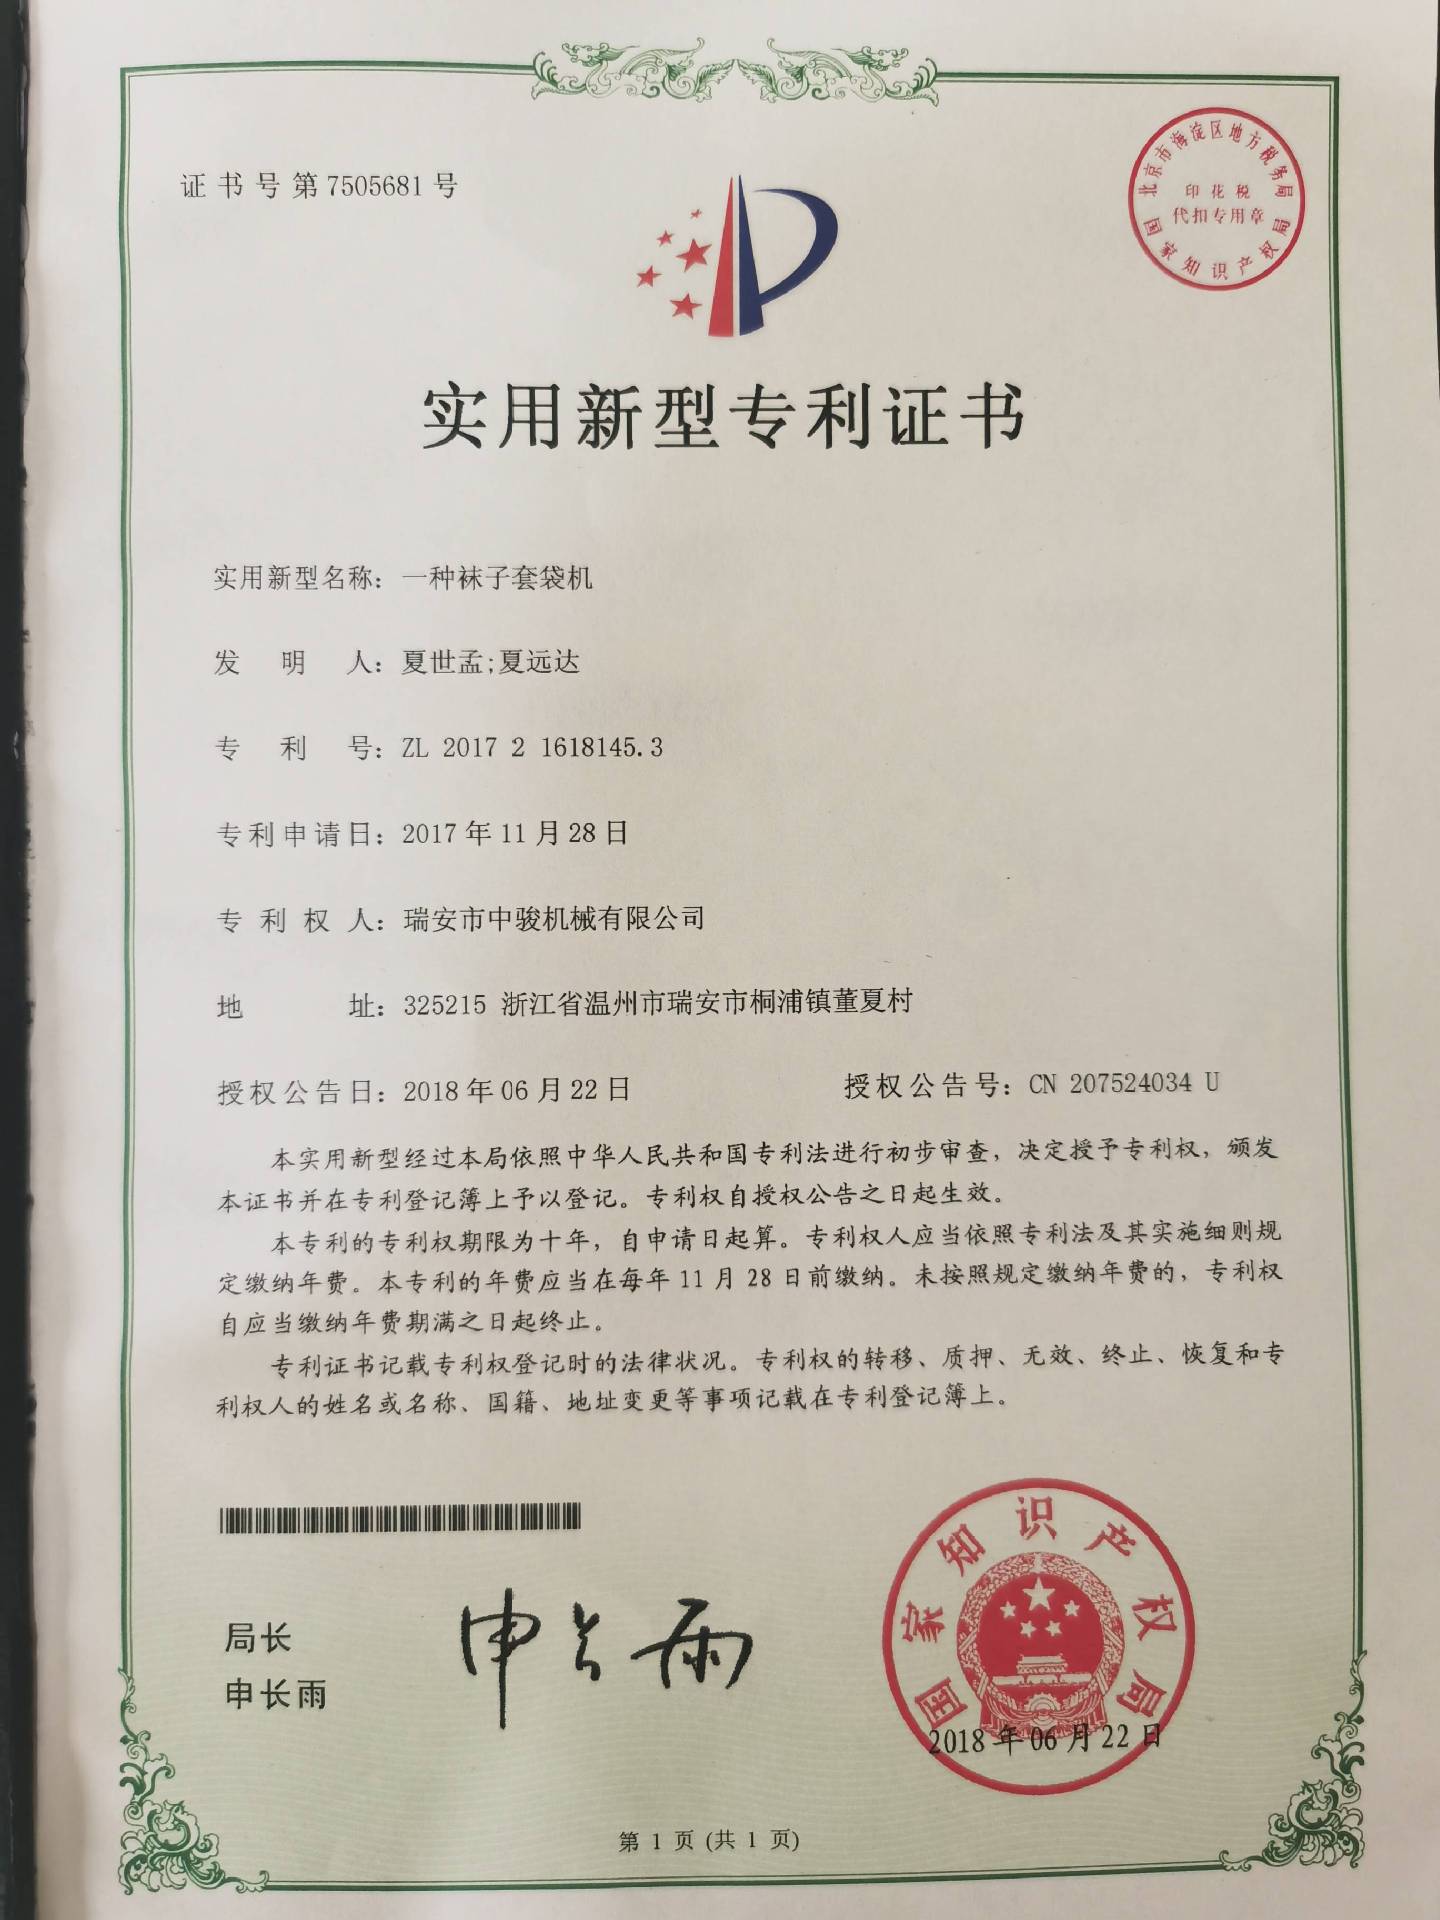 证书号第7505681号
北京市海淀区地方税务局
印花税
代扣专用章
国家知识产权局
实用新型专利证书
实用新型名称：一种袜子套袋机
发明人：夏世孟;夏远达
专利号：ZL 2017 2 1618145.3
专利申请日：2017年11月28日
专利权人：瑞安市中骏机械有限公司
地址：325215 浙江省温州市瑞安市桐浦镇董夏村
授权公告日：2018年06月22日 授权公告号：CN 207524034 U
本实用新型经过本局依照中华人民共和国专利法进行初步审查，决定授予专利权，颁发
本证书并在专利登记簿上予以登记。专利权自授权公告之日起生效。
本专利的专利权期限为十年，自申请日起算。专利权人应当依照专利法及其实施细则规
定缴纳年费。本专利的年费应当在每年11月28日前缴纳。未按照规定缴纳年费的，专利权
自应当缴纳年费期满之日起终止。
专利证书记载专利权登记时的法律状况。专利权的转移、质押、无效、终止、恢复和专
利权人的姓名或名称、国籍、地址变更等事项记载在专利登记簿上。
局长
申长雨
申长雨
国家知识产权局
2018年06月22日
第 1 页 (共 1 页)